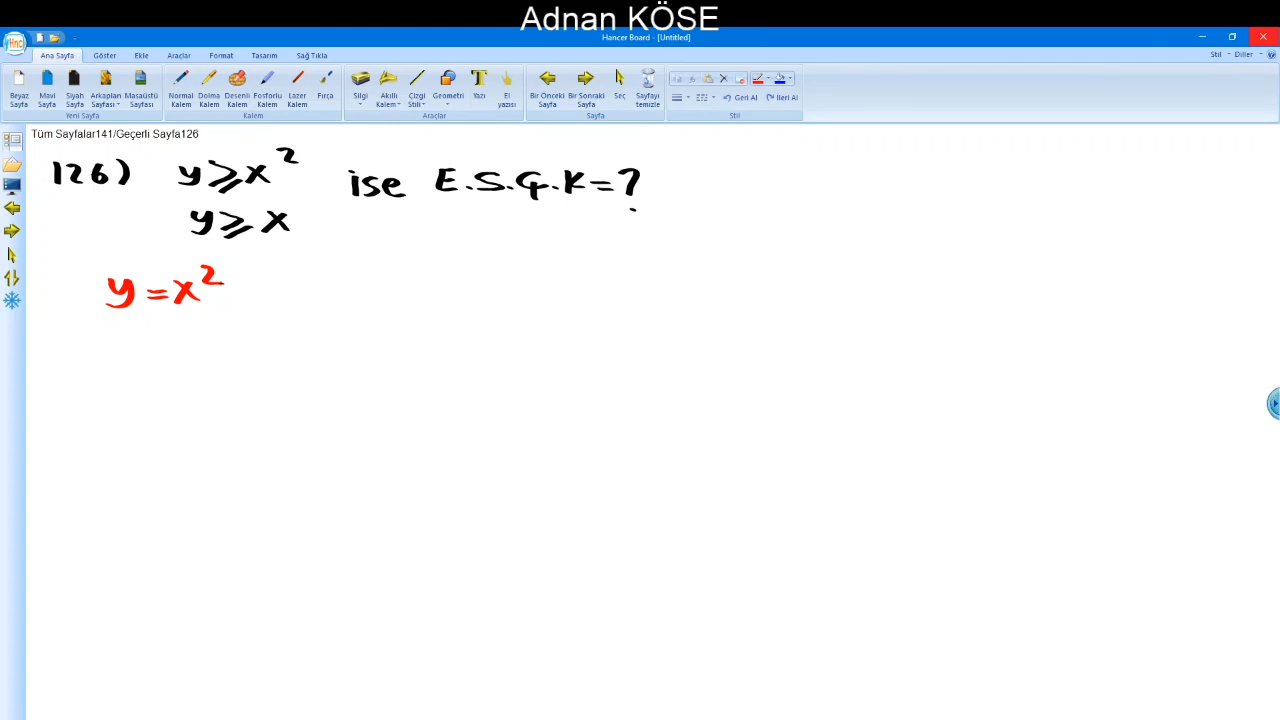 Adnan KÖSE
Hancer Board - [Untitled]
Hnc
Ana Sayfa Göster Ekle Araçlar Format Tasarım Sağ Tıkla
Stil Diller
Beyaz Sayfa Mavi Sayfa Siyah Sayfa Arkaplan Sayfası Masaüstü Sayfası
Normal Kalem Dolma Kalem Desenli Kalem Fosforlu Kalem Lazer Kalem Fırça
Silgi Akıllı Kalem Çizgi Stili Geometri Yazı El yazısı
Bir Önceki Sayfa Bir Sonraki Sayfa Seç Sayfayı temizle
Geri Al İleri Al
Yeni Sayfa Kalem Araçlar Sayfa Stil
Tüm Sayfalar141/Geçerli Sayfa126
126) y ⩾ x² ise E.S.Ç.K = ?
y ⩾ x
y = x²